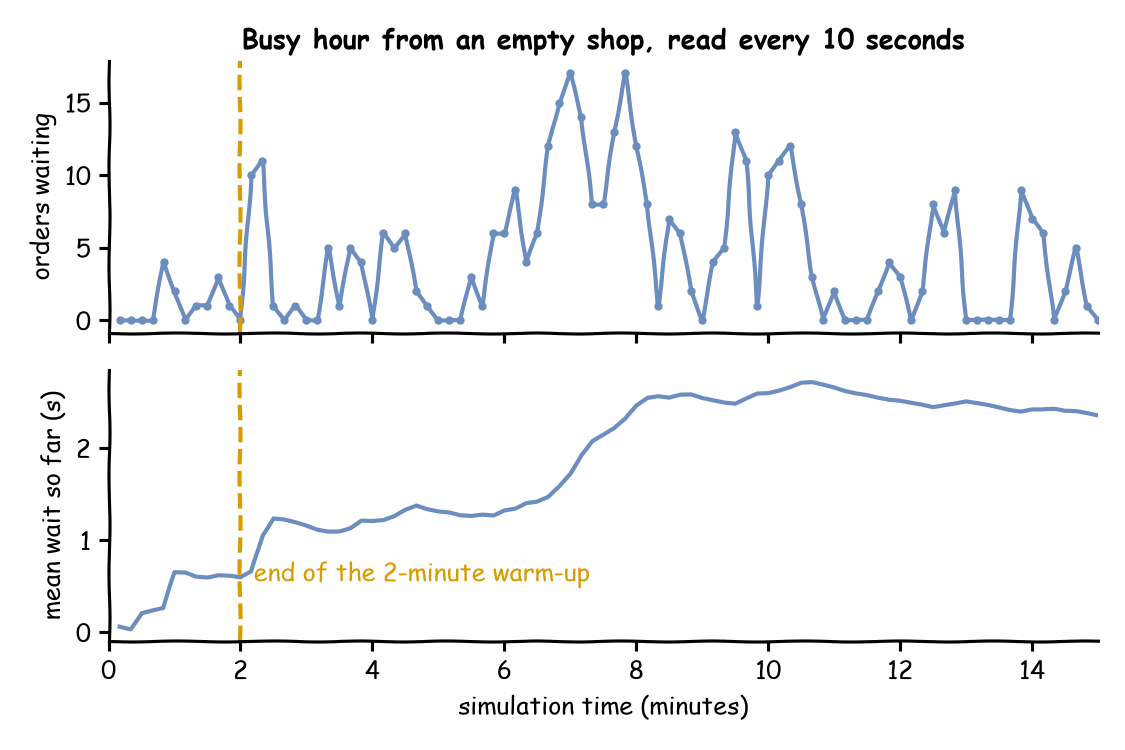 Busy hour from an empty shop, read every 10 seconds
orders waiting
15
10
5
0
mean wait so far (s)
2
1
0
end of the 2-minute warm-up
0 2 4 6 8 10 12 14
simulation time (minutes)